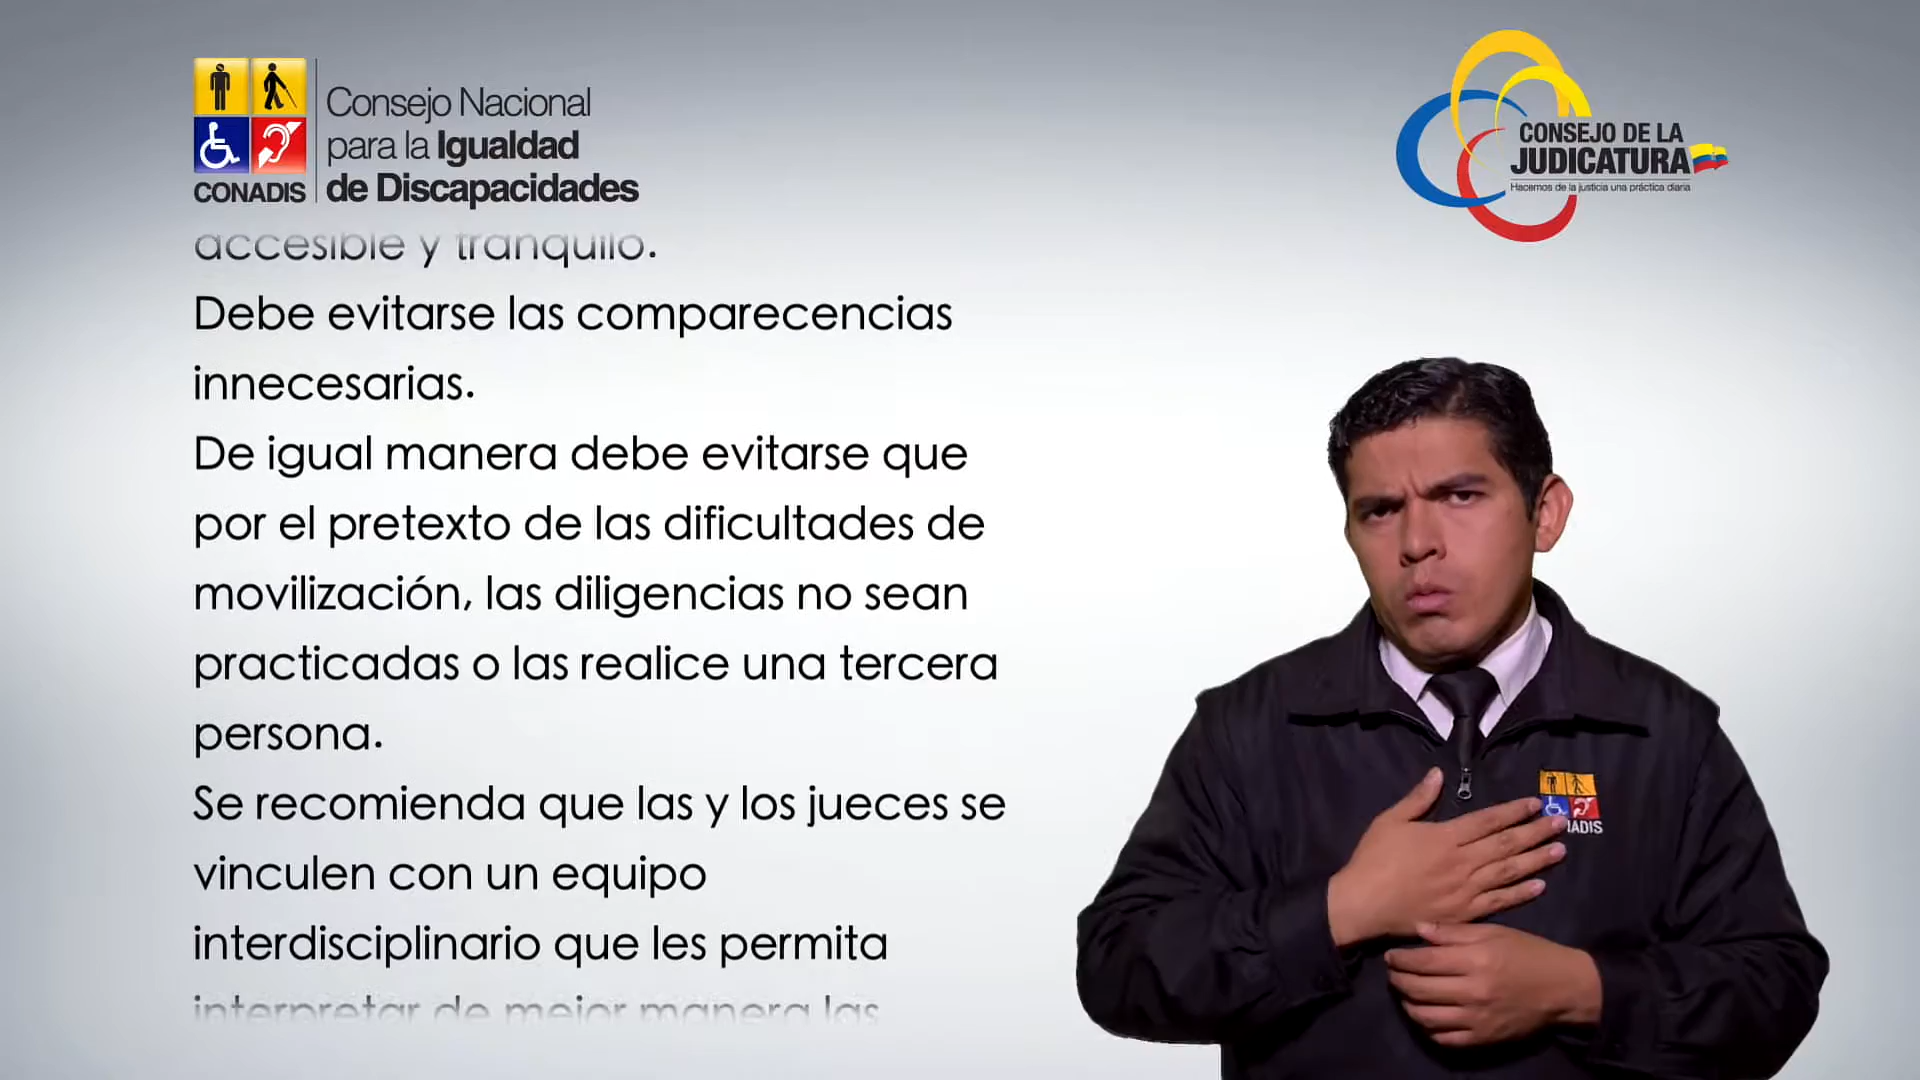 Consejo Nacional
para la Igualdad
de Discapacidades
CONADIS
CONSEJO DE LA
JUDICATURA
Hacemos de la justicia una práctica diaria
accesible y tranquilo.
Debe evitarse las comparecencias
innecesarias.
De igual manera debe evitarse que
por el pretexto de las dificultades de
movilización, las diligencias no sean
practicadas o las realice una tercera
persona.
Se recomienda que las y los jueces se
vinculen con un equipo
interdisciplinario que les permita
interpretar de mejor manera las
NADIS